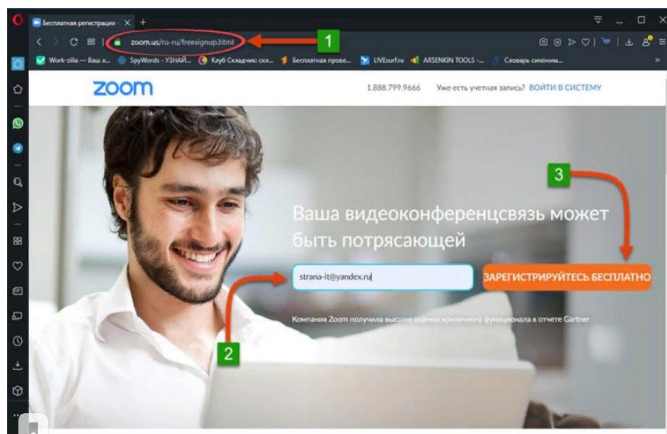 Бесплатная регистрация -
zoom.us/ru-ru/freesignup.html
1
Work-zilla — Ваш л... SpyWords - УЗНАЙ... Клуб Складчик: скл... Бесплатная прове... LIVEsurf.ru ARSENKIN TOOLS -... Словарь синоним...
zoom 1.888.799.9666 Уже есть учетная запись? ВОЙТИ В СИСТЕМУ
3
Ваша видеоконференцсвязь может
быть потрясающей
strana-it@yandex.ru ЗАРЕГИСТРИРУЙТЕСЬ БЕСПЛАТНО
Компания Zoom получила высшие оценки критичного функционала в отчете Gartner
2